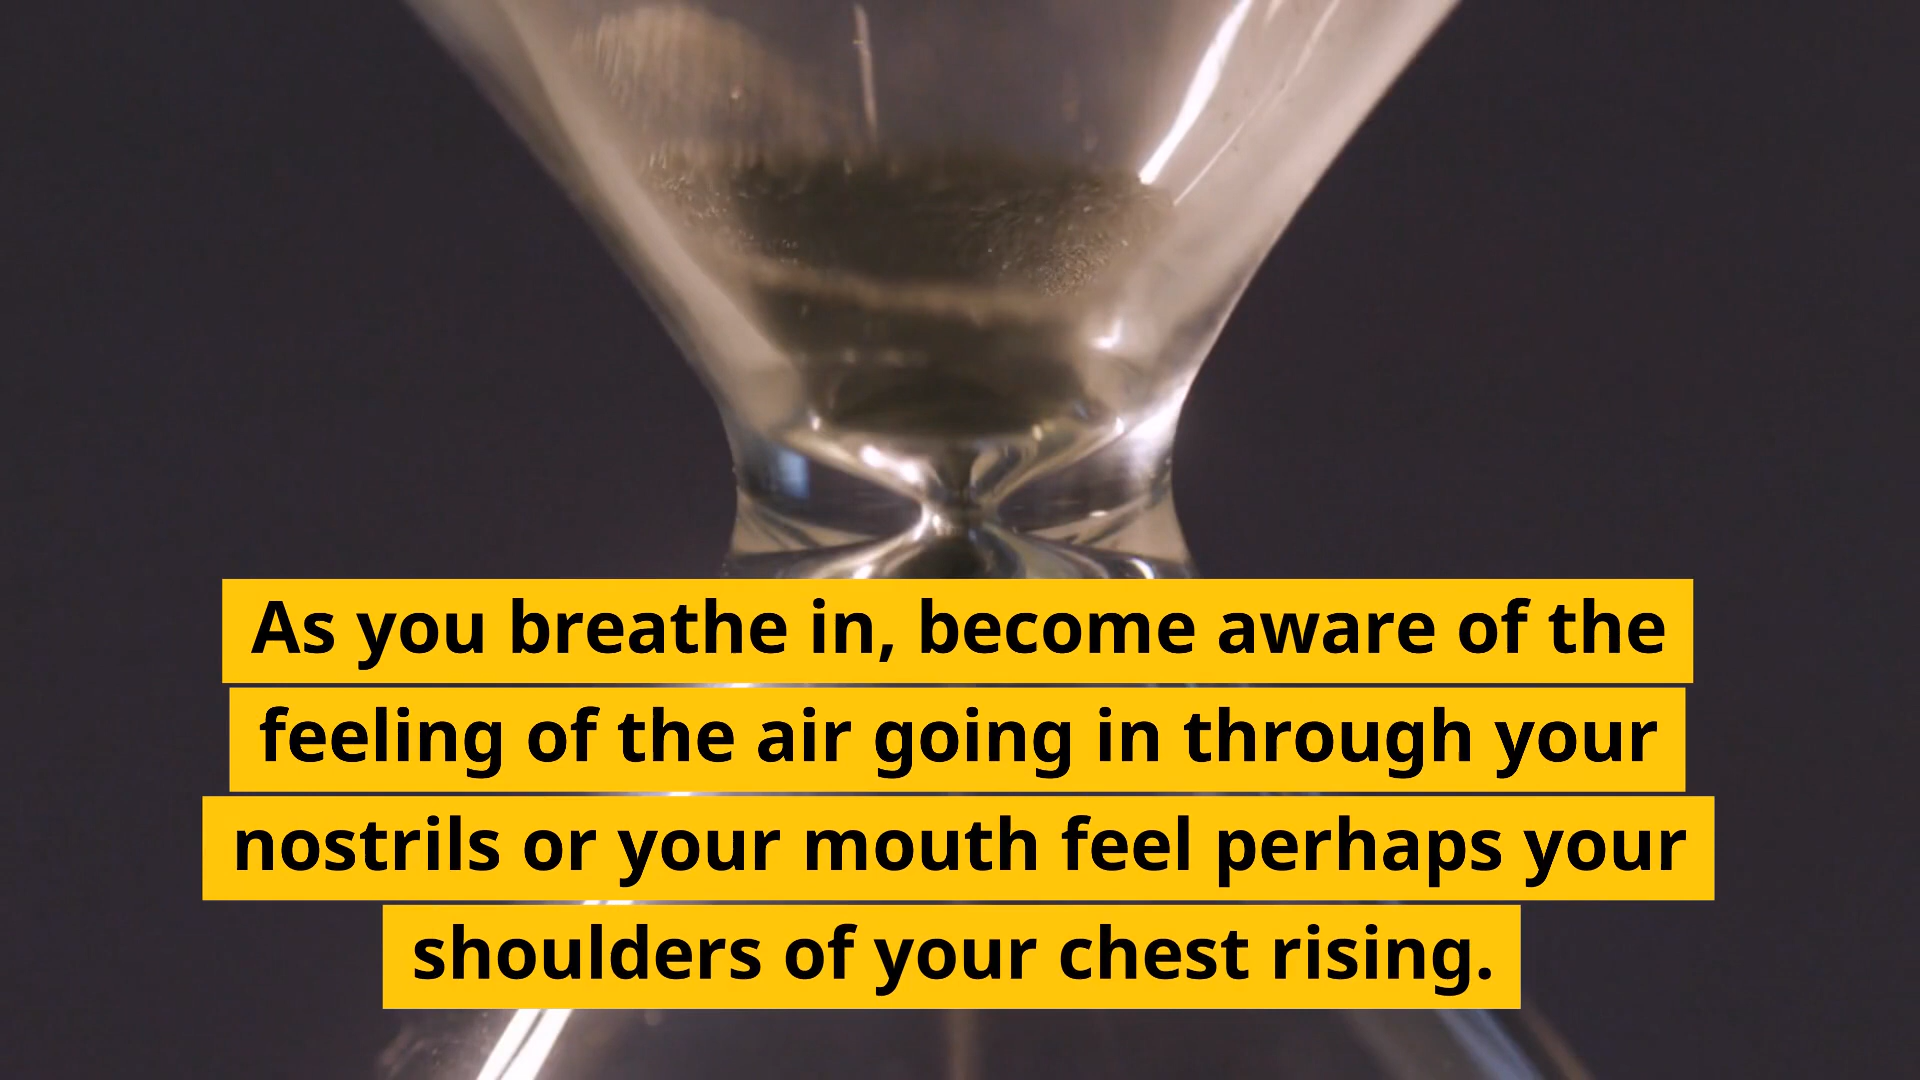 As you breathe in, become aware of the
feeling of the air going in through your
nostrils or your mouth feel perhaps your
shoulders of your chest rising.